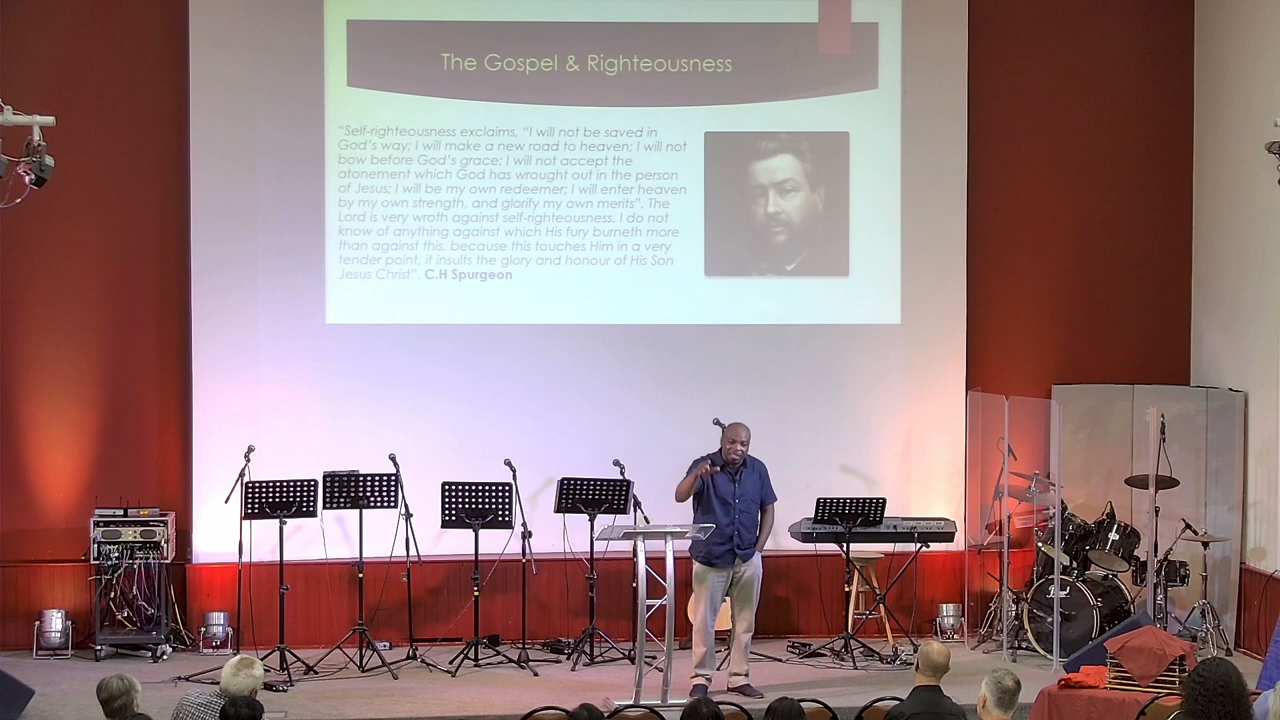 The Gospel & Righteousness
"Self-righteousness exclaims, "I will not be saved in
God's way; I will make a new road to heaven; I will not
bow before God's grace; I will not accept the
atonement which God has wrought out in the person
of Jesus; I will be my own redeemer; I will enter heaven
by my own strength, and glorify my own merits". The
Lord is very wroth against self-righteousness. I do not
know of anything against which His fury burneth more
than against this, because this touches Him in a very
tender point, it insults the glory and honour of His Son
Jesus Christ". C.H Spurgeon
Pearl